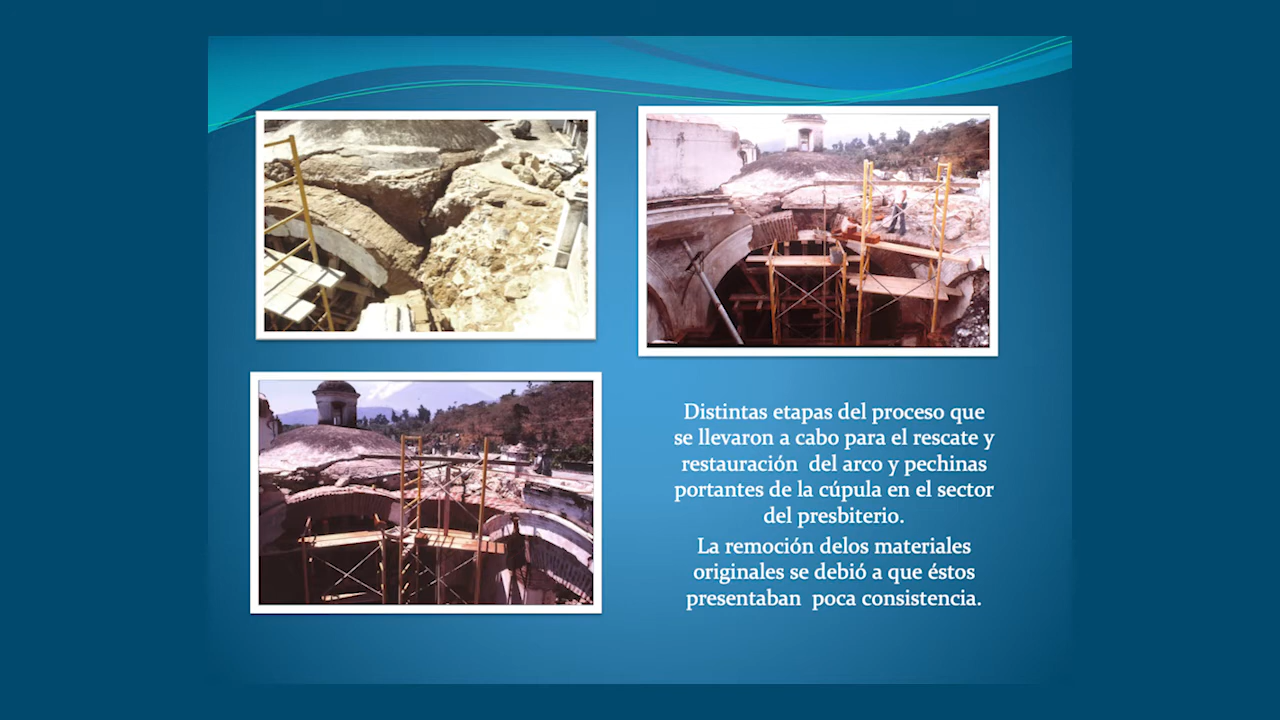 Distintas etapas del proceso que
se llevaron a cabo para el rescate y
restauración  del arco y pechinas
portantes de la cúpula en el sector
del presbiterio.
La remoción delos materiales
originales se debió a que éstos
presentaban  poca consistencia.